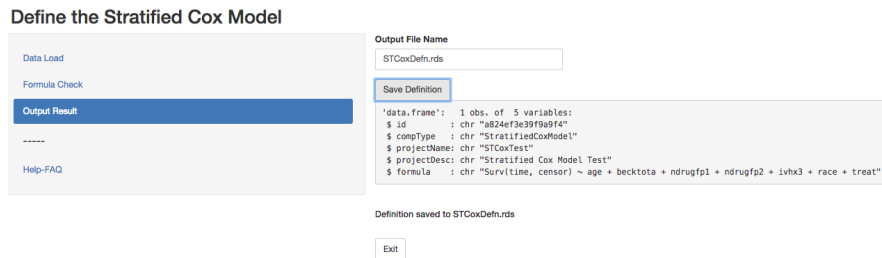 Define the Stratified Cox Model
Data Load
Formula Check
Output Result
-----
Help-FAQ
Output File Name
STCoxDefn.rds
Save Definition
'data.frame':   1 obs. of  5 variables:
 $ id         : chr "a824ef3e39f9a9f4"
 $ compType   : chr "StratifiedCoxModel"
 $ projectName: chr "STCoxTest"
 $ projectDesc: chr "Stratified Cox Model Test"
 $ formula    : chr "Surv(time, censor) ~ age + becktota + ndrugfp1 + ndrugfp2 + ivhx3 + race + treat"
Definition saved to STCoxDefn.rds
Exit